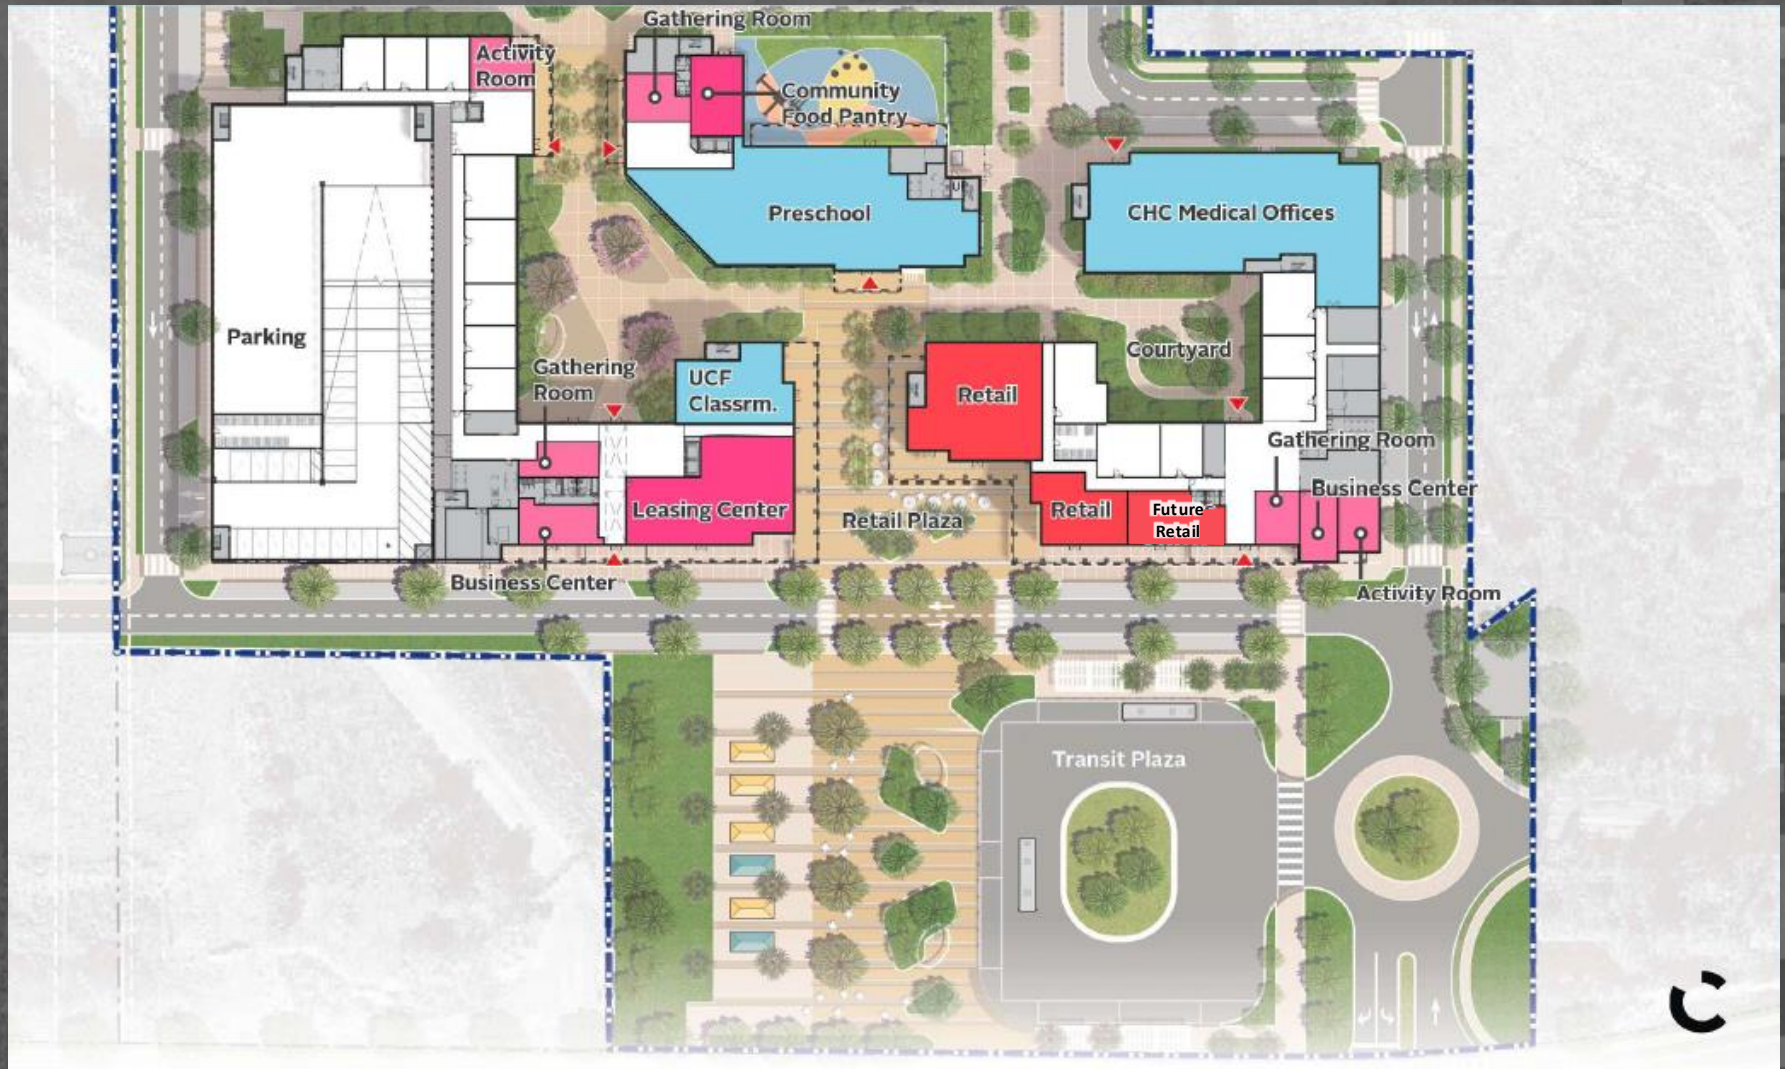 Gathering Room
Activity
Room
Community
Food Pantry
Preschool
CHC Medical Offices
Parking
Gathering
Room
UCF
Classrm.
Courtyard
Retail
Gathering Room
Business Center
Leasing Center
Retail Plaza
Retail
Future
Retail
Business Center
Activity Room
Transit Plaza